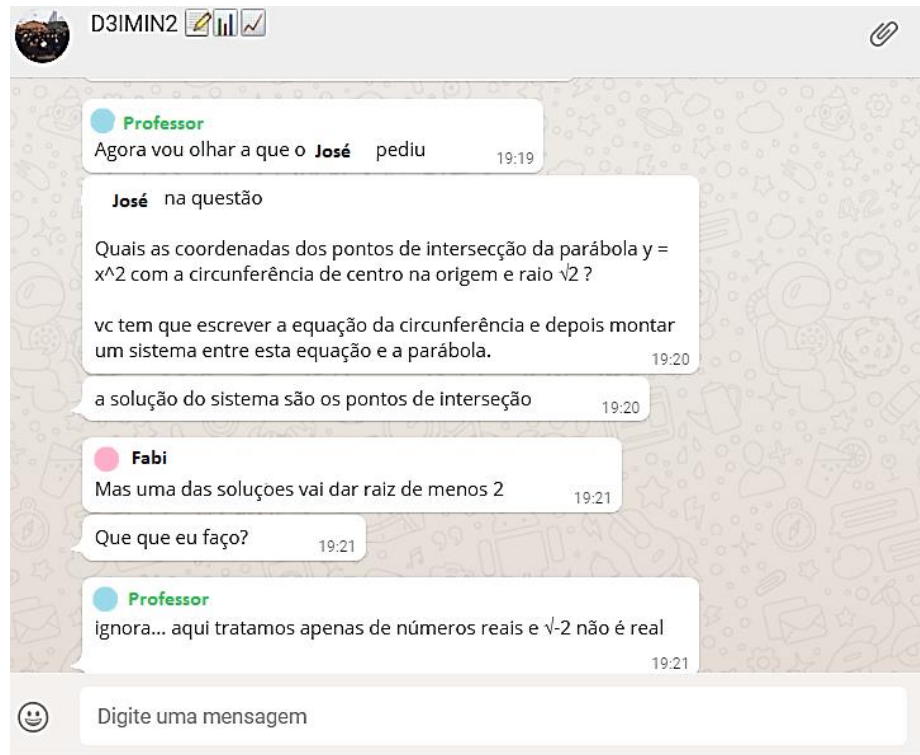 D3IMIN2 📝📊📈
Professor
Agora vou olhar a que o José pediu 19:19
José na questão
Quais as coordenadas dos pontos de intersecção da parábola y =
x^2 com a circunferência de centro na origem e raio √2 ?
vc tem que escrever a equação da circunferência e depois montar
um sistema entre esta equação e a parábola. 19:20
a solução do sistema são os pontos de interseção 19:20
Fabi
Mas uma das soluções vai dar raiz de menos 2 19:21
Que que eu faço? 19:21
Professor
ignora... aqui tratamos apenas de números reais e √-2 não é real
19:21
Digite uma mensagem